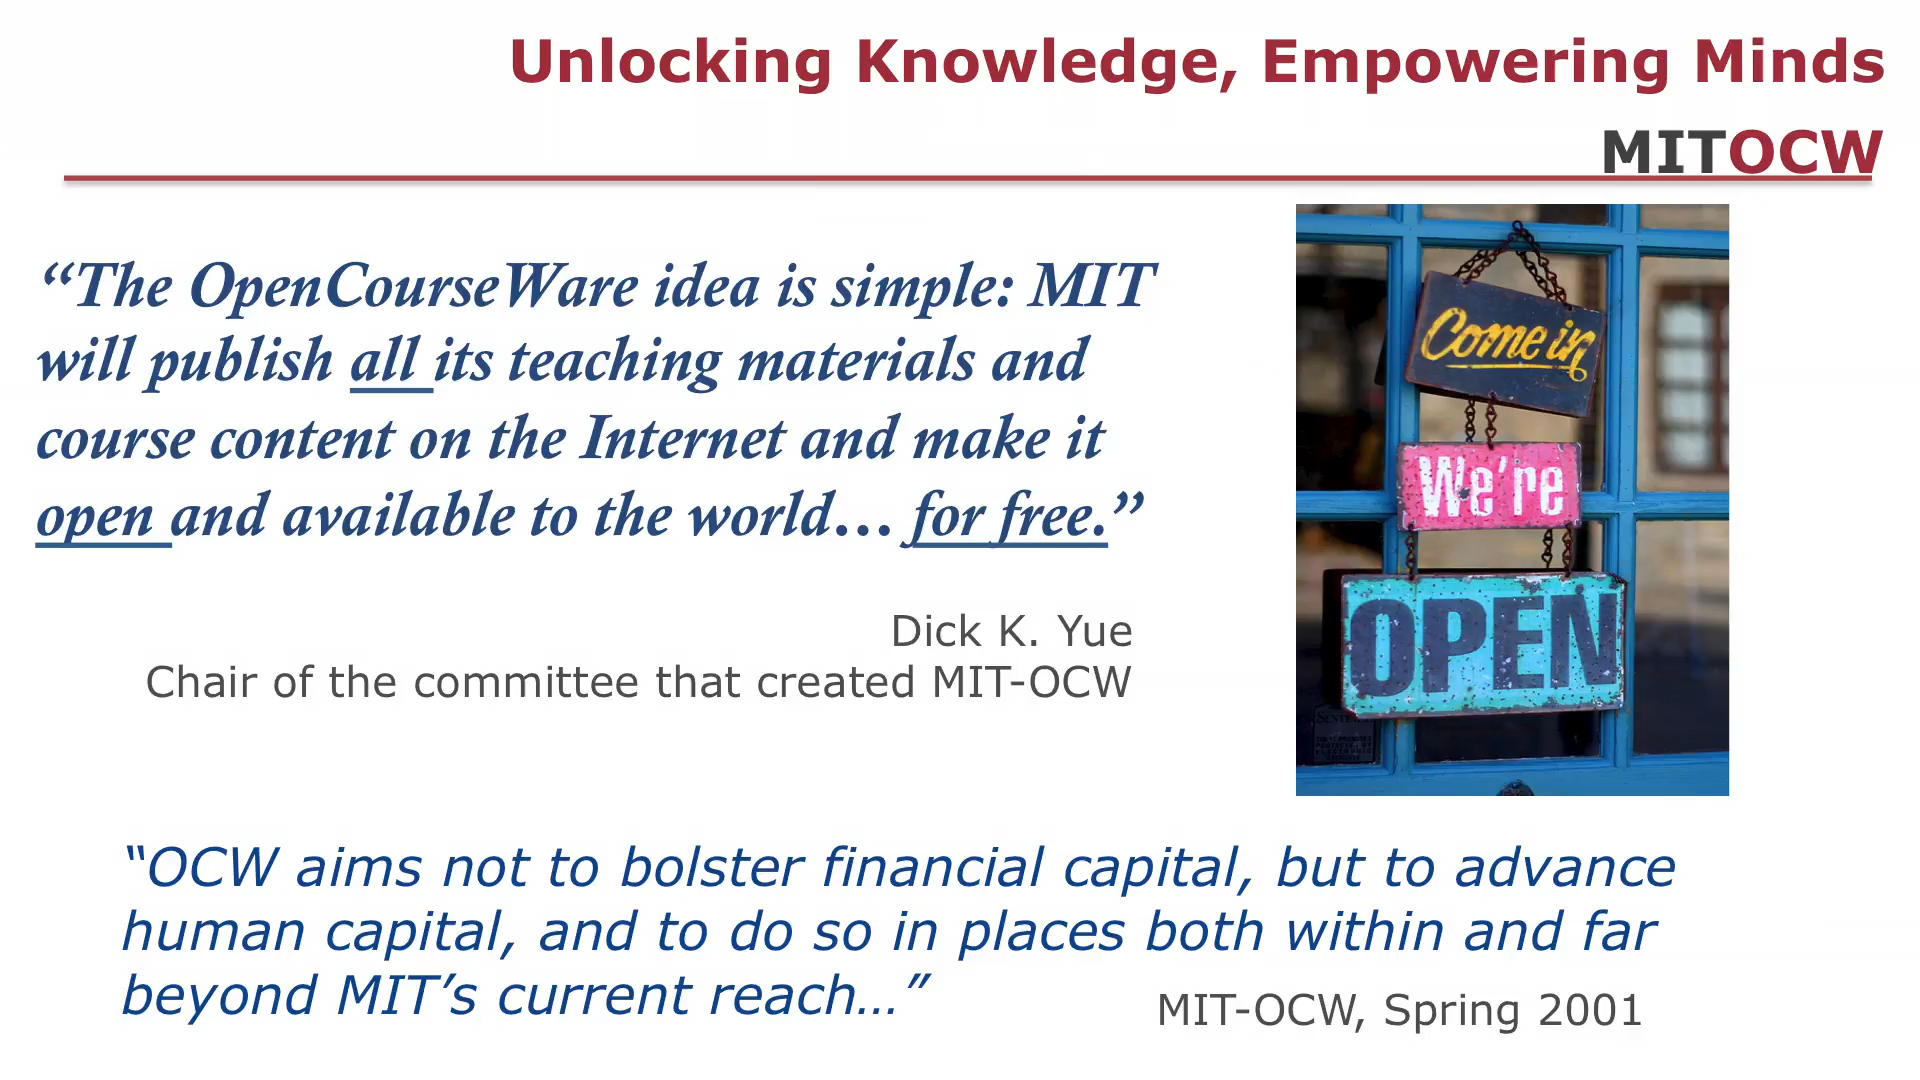 Unlocking Knowledge, Empowering Minds
MITOCW
“The OpenCourseWare idea is simple: MIT
will publish all its teaching materials and
course content on the Internet and make it
open and available to the world… for free.”
Dick K. Yue
Chair of the committee that created MIT-OCW
Come in
We're
OPEN
“OCW aims not to bolster financial capital, but to advance
human capital, and to do so in places both within and far
beyond MIT’s current reach…”
MIT-OCW, Spring 2001